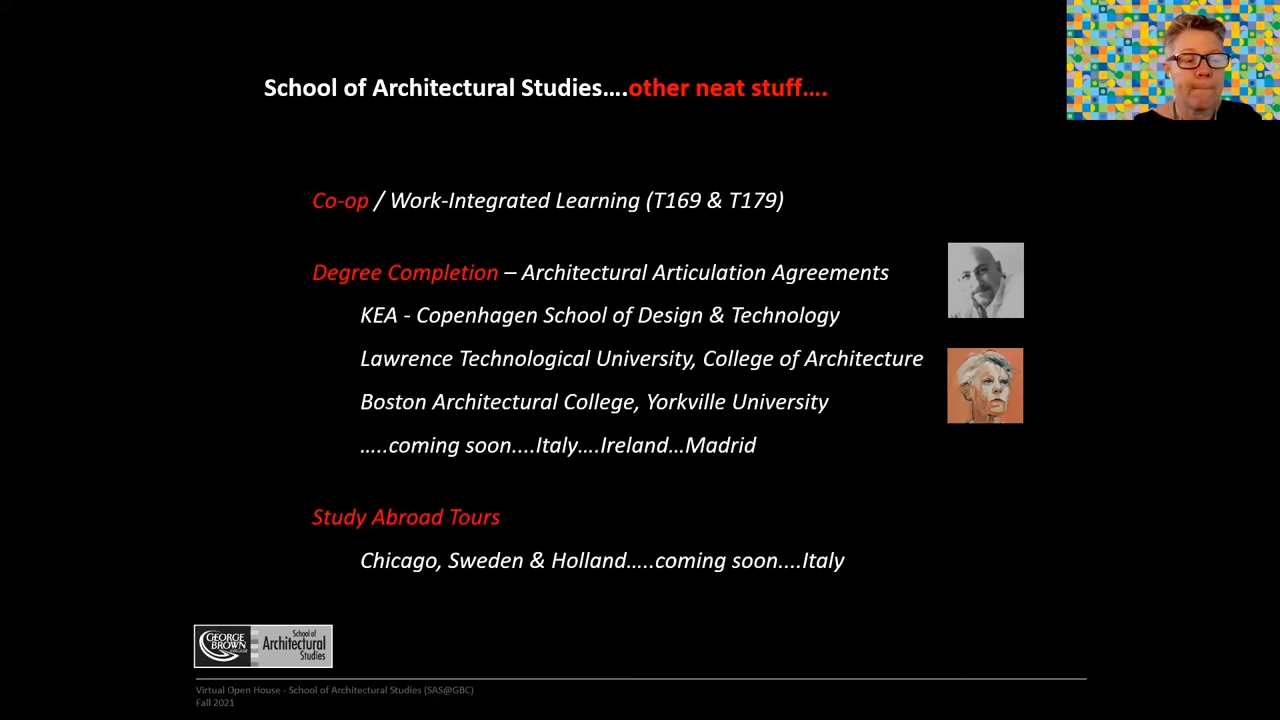 School of Architectural Studies….other neat stuff….
Co-op / Work-Integrated Learning (T169 & T179)
Degree Completion – Architectural Articulation Agreements
KEA - Copenhagen School of Design & Technology
Lawrence Technological University, College of Architecture
Boston Architectural College, Yorkville University
…..coming soon....Italy….Ireland…Madrid
Study Abroad Tours
Chicago, Sweden & Holland…..coming soon....Italy
GEORGE
BROWN
COLLEGE
School of
Architectural
Studies
Virtual Open House - School of Architectural Studies (SAS@GBC)
Fall 2021